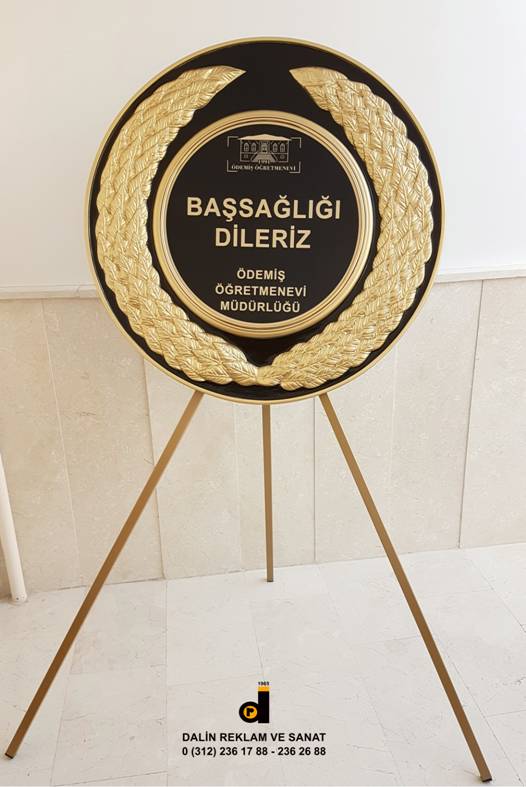 ÖDEMİŞ ÖĞRETMENEVİ
BAŞSAĞLIĞI
DİLERİZ
ÖDEMİŞ
ÖĞRETMENEVİ
MÜDÜRLÜĞÜ
1965
DALİN REKLAM VE SANAT
0 (312) 236 17 88 - 236 26 88